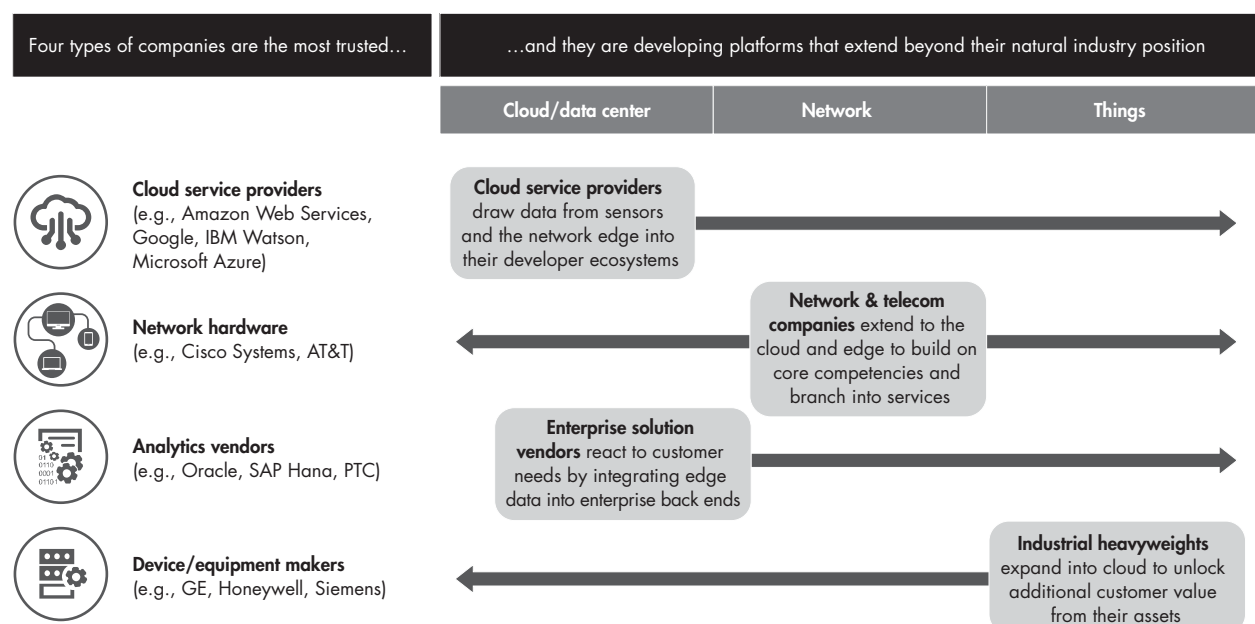 Four types of companies are the most trusted…
…and they are developing platforms that extend beyond their natural industry position
Cloud/data center
Network
Things
Cloud service providers
(e.g., Amazon Web Services,
Google, IBM Watson,
Microsoft Azure)
Cloud service providers
draw data from sensors
and the network edge into
their developer ecosystems
Network hardware
(e.g., Cisco Systems, AT&T)
Network & telecom
companies extend to the
cloud and edge to build on
core competencies and
branch into services
01
0110
0001
01101
Analytics vendors
(e.g., Oracle, SAP Hana, PTC)
Enterprise solution
vendors react to customer
needs by integrating edge
data into enterprise back ends
Device/equipment makers
(e.g., GE, Honeywell, Siemens)
Industrial heavyweights
expand into cloud to unlock
additional customer value
from their assets